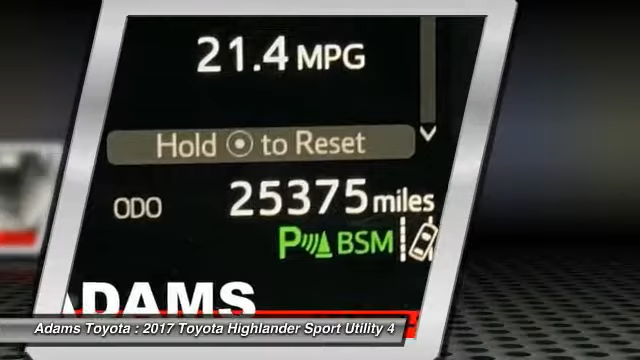 21.4 MPG
Hold to Reset
ODO 25375 miles
P BSM
ADAMS
Adams Toyota : 2017 Toyota Highlander Sport Utility 4